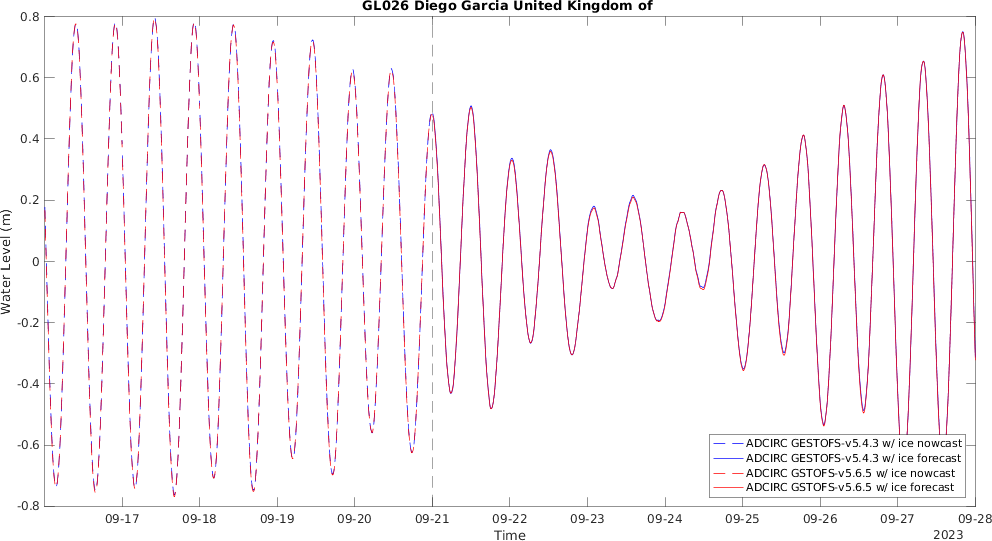 GL026 Diego Garcia United Kingdom of
0.8
0.6
0.4
0.2
0
-0.2
-0.4
-0.6
-0.8
Water Level (m)
ADCIRC GESTOFS-v5.4.3 w/ ice nowcast
ADCIRC GESTOFS-v5.4.3 w/ ice forecast
ADCIRC GSTOFS-v5.6.5 w/ ice nowcast
ADCIRC GSTOFS-v5.6.5 w/ ice forecast
09-17 09-18 09-19 09-20 09-21 09-22 09-23 09-24 09-25 09-26 09-27 09-28
Time
2023